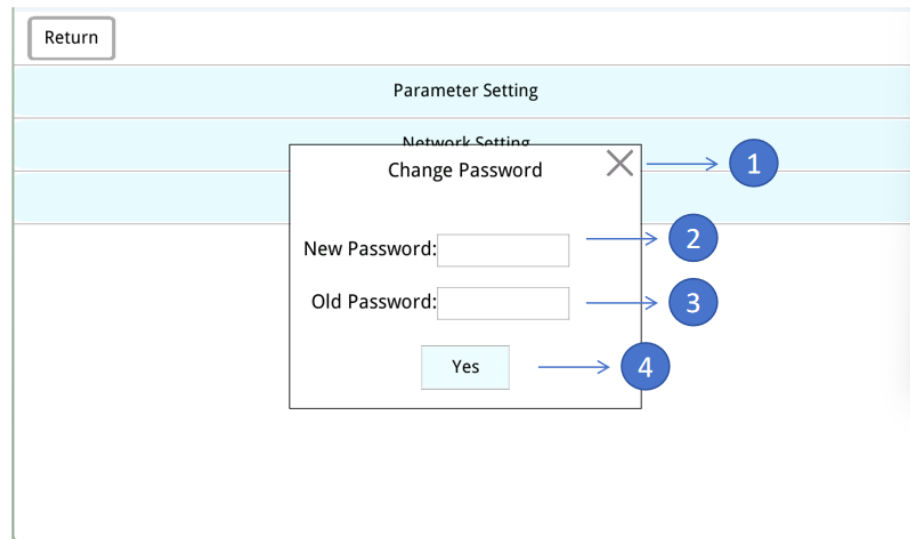 Return
Parameter Setting
Network Setting
Change Password
1
New Password:
2
Old Password:
3
Yes
4